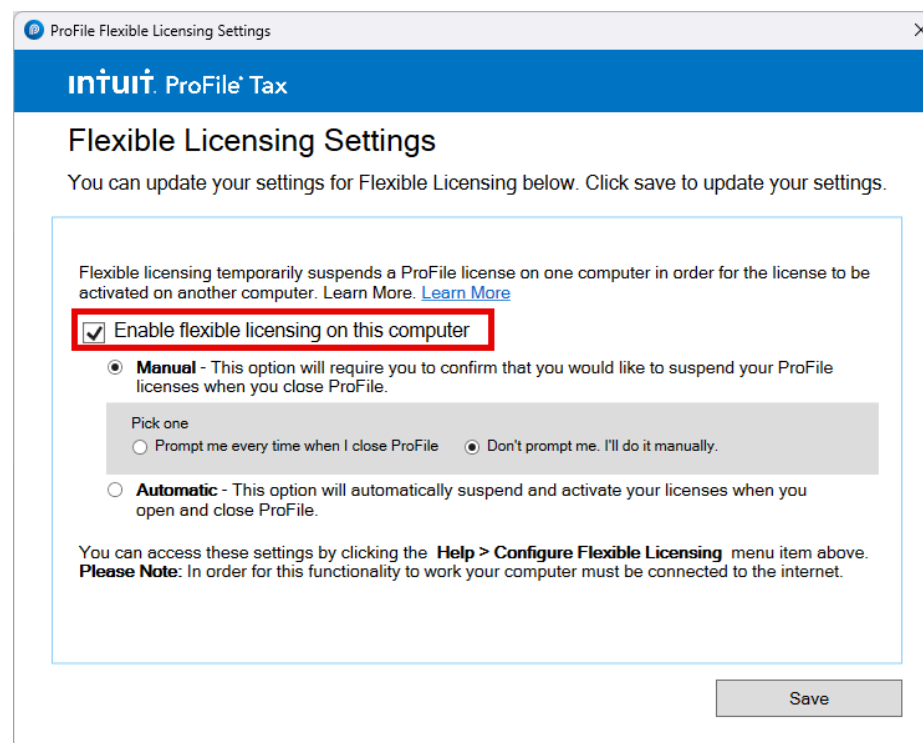 ProFile Flexible Licensing Settings
intuit. ProFile Tax
Flexible Licensing Settings
You can update your settings for Flexible Licensing below. Click save to update your settings.
Flexible licensing temporarily suspends a ProFile license on one computer in order for the license to be
activated on another computer. Learn More. Learn More
Enable flexible licensing on this computer
Manual - This option will require you to confirm that you would like to suspend your ProFile
licenses when you close ProFile.
Pick one
Prompt me every time when I close ProFile Don't prompt me. I'll do it manually.
Automatic - This option will automatically suspend and activate your licenses when you
open and close ProFile.
You can access these settings by clicking the Help > Configure Flexible Licensing menu item above.
Please Note: In order for this functionality to work your computer must be connected to the internet.
Save